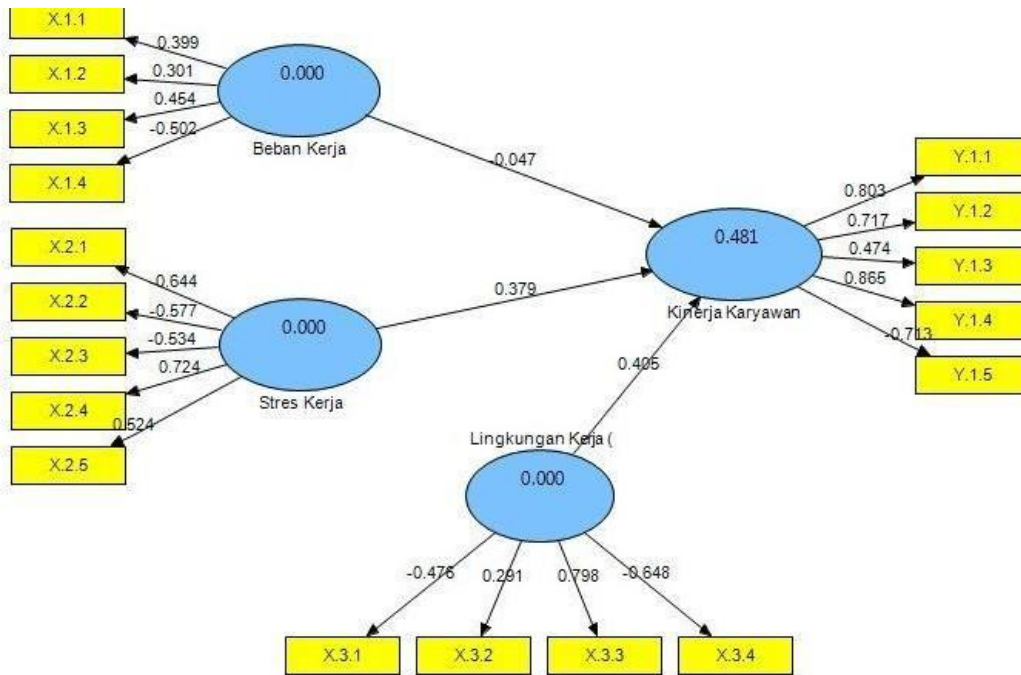 X.1.1
0.399
X.1.2
0.301
X.1.3
0.454
X.1.4
-0.502
0.000
Beban Kerja
-0.047
X.2.1
0.644
X.2.2
-0.577
X.2.3
-0.534
X.2.4
0.724
X.2.5
0.524
0.000
Stres Kerja
0.379
0.481
Kinerja Karyawan
0.803
Y.1.1
0.717
Y.1.2
0.474
Y.1.3
0.865
Y.1.4
-0.713
Y.1.5
0.405
Lingkungan Kerja (
0.000
-0.476
0.291
0.798
-0.648
X.3.1
X.3.2
X.3.3
X.3.4